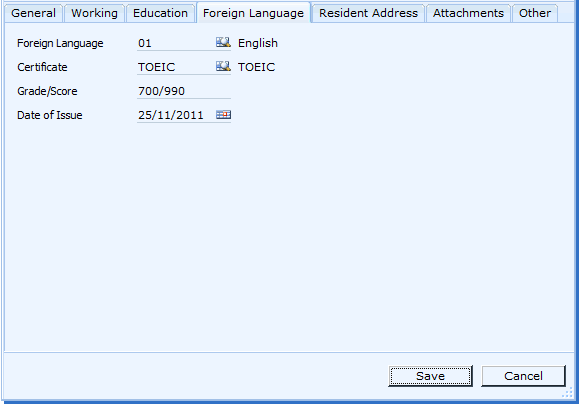 General Working Education Foreign Language Resident Address Attachments Other
Foreign Language 01 English
Certificate TOEIC TOEIC
Grade/Score 700/990
Date of Issue 25/11/2011
Save Cancel